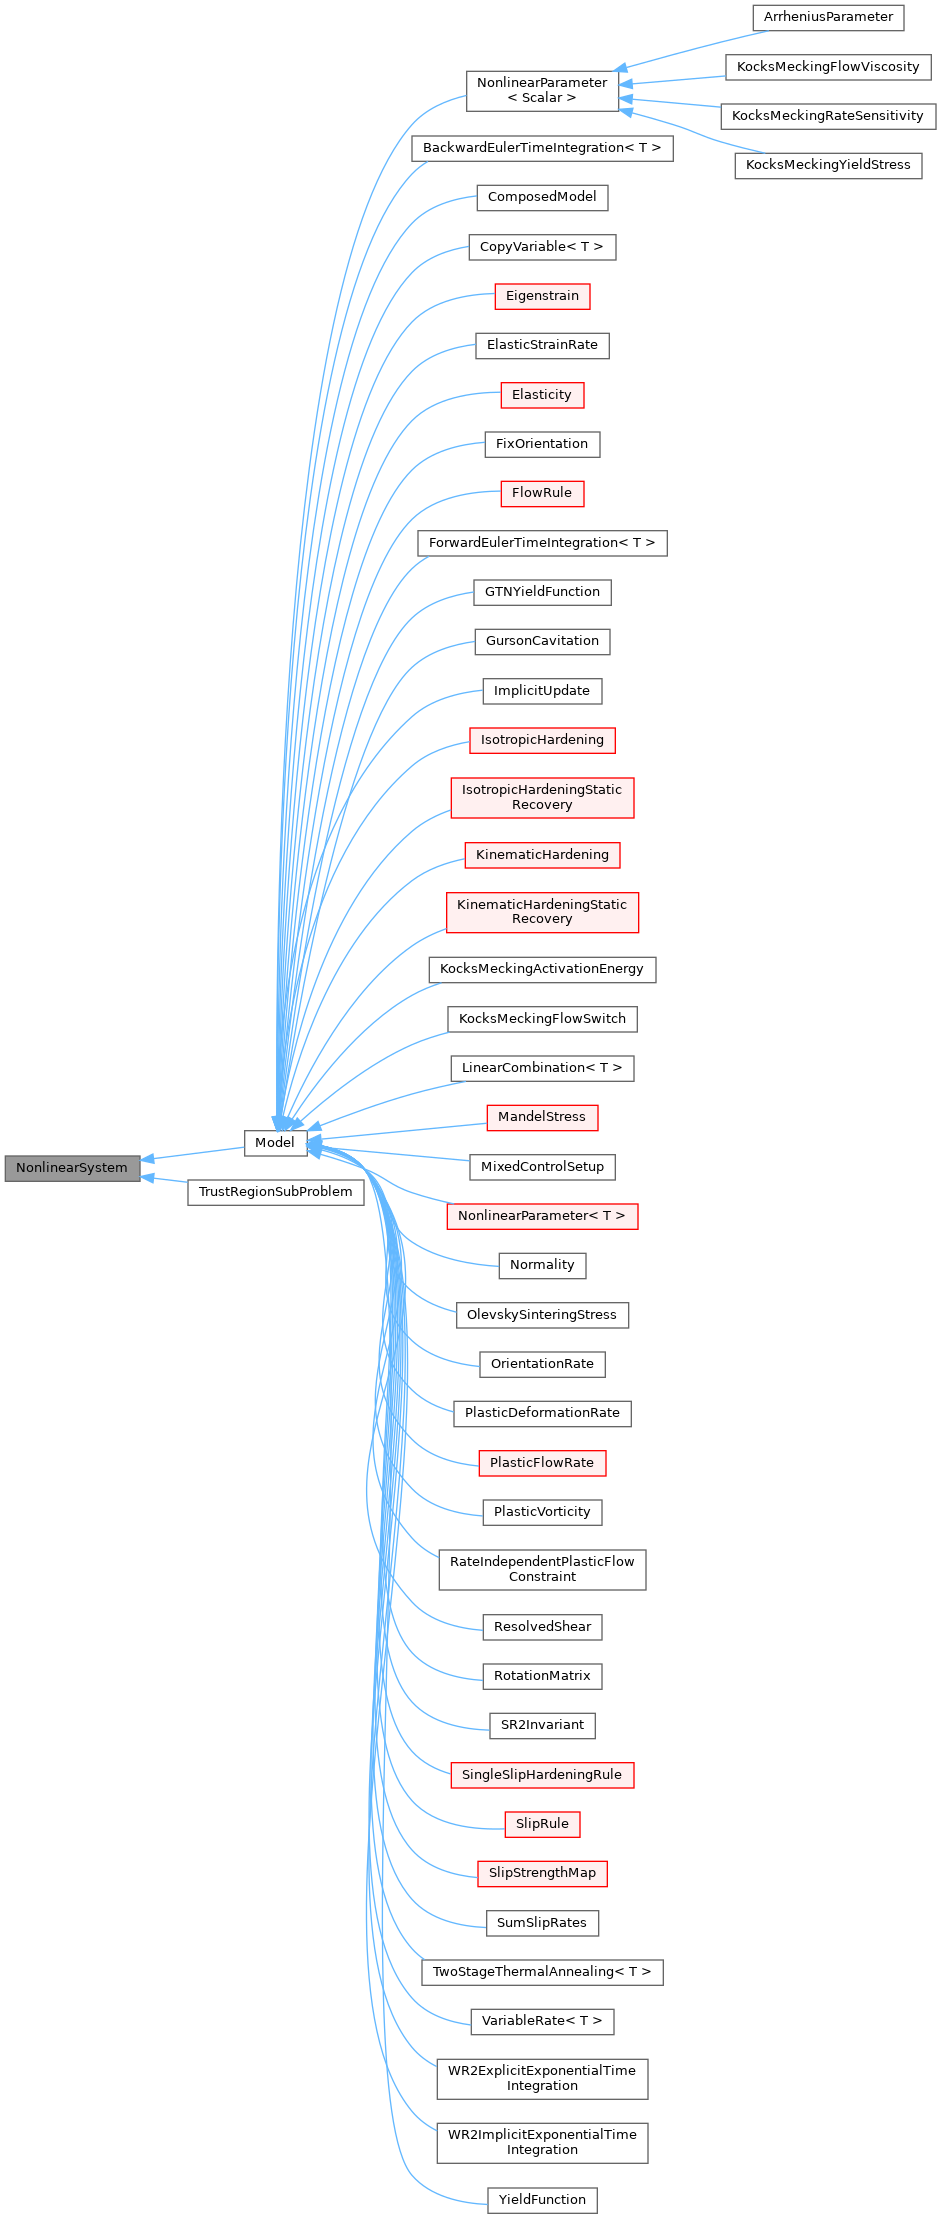 ArrheniusParameter
KocksMeckingFlowViscosity
NonlinearParameter
< Scalar >
KocksMeckingRateSensitivity
BackwardEulerTimeIntegration< T >
KocksMeckingYieldStress
ComposedModel
CopyVariable< T >
Eigenstrain
ElasticStrainRate
Elasticity
FixOrientation
FlowRule
ForwardEulerTimeIntegration< T >
GTNYieldFunction
GursonCavitation
ImplicitUpdate
IsotropicHardening
IsotropicHardeningStatic
Recovery
KinematicHardening
KinematicHardeningStatic
Recovery
KocksMeckingActivationEnergy
KocksMeckingFlowSwitch
LinearCombination< T >
MandelStress
Model
MixedControlSetup
NonlinearSystem
TrustRegionSubProblem
NonlinearParameter< T >
Normality
OlevskySinteringStress
OrientationRate
PlasticDeformationRate
PlasticFlowRate
PlasticVorticity
RateIndependentPlasticFlow
Constraint
ResolvedShear
RotationMatrix
SR2Invariant
SingleSlipHardeningRule
SlipRule
SlipStrengthMap
SumSlipRates
TwoStageThermalAnnealing< T >
VariableRate< T >
WR2ExplicitExponentialTime
Integration
WR2ImplicitExponentialTime
Integration
YieldFunction